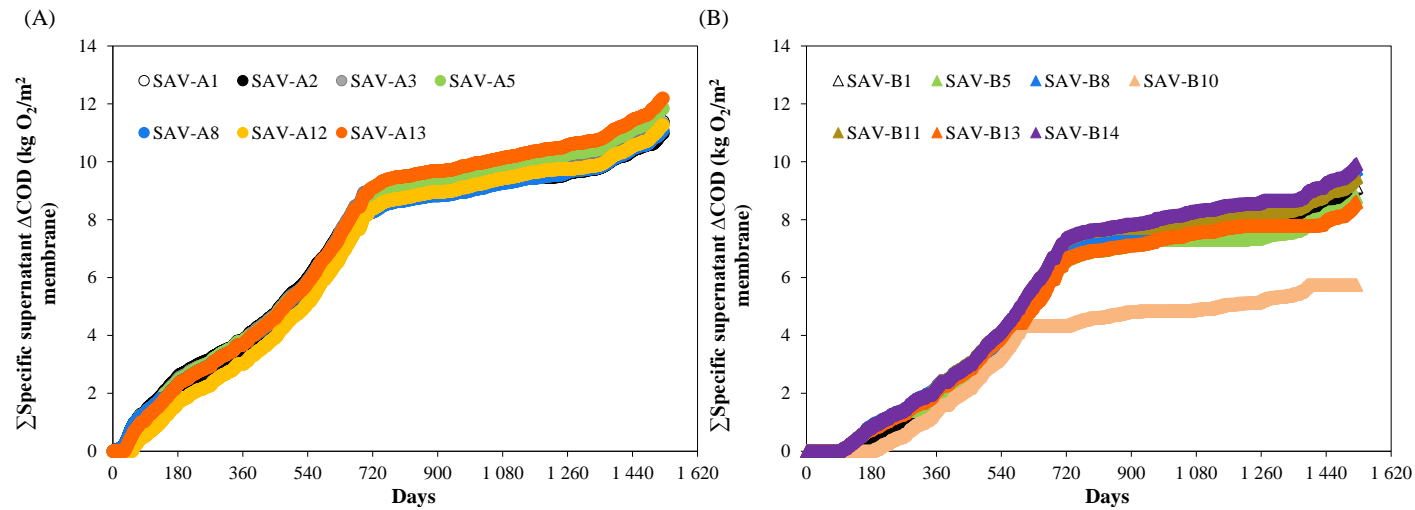 (A)
∑Specific supernatant ΔCOD (kg O₂/m²
membrane)
14
12
10
8
6
4
2
0
SAV-A1 SAV-A2 SAV-A3 SAV-A5
SAV-A8 SAV-A12 SAV-A13
0 180 360 540 720 900 1 080 1 260 1 440 1 620
Days
(B)
∑Specific supernatant ΔCOD (kg O₂/m²
membrane)
14
12
10
8
6
4
2
0
SAV-B1 SAV-B5 SAV-B8 SAV-B10
SAV-B11 SAV-B13 SAV-B14
0 180 360 540 720 900 1 080 1 260 1 440 1 620
Days